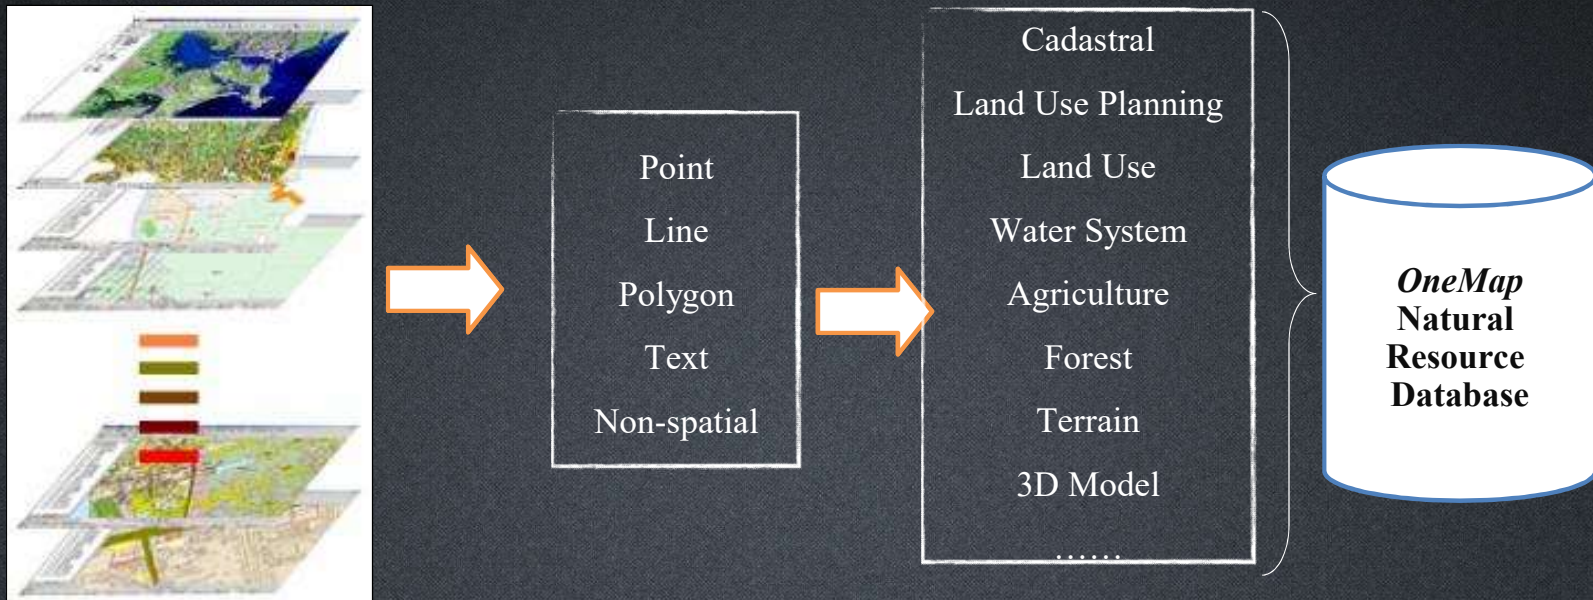 Point
Line
Polygon
Text
Non-spatial
Cadastral
Land Use Planning
Land Use
Water System
Agriculture
Forest
Terrain
3D Model
......
OneMap
Natural
Resource
Database